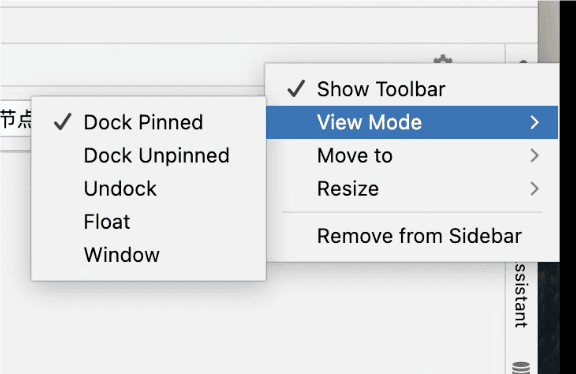 Show Toolbar
View Mode
Move to
Resize
Remove from Sidebar
节点
Dock Pinned
Dock Unpinned
Undock
Float
Window
ssistant